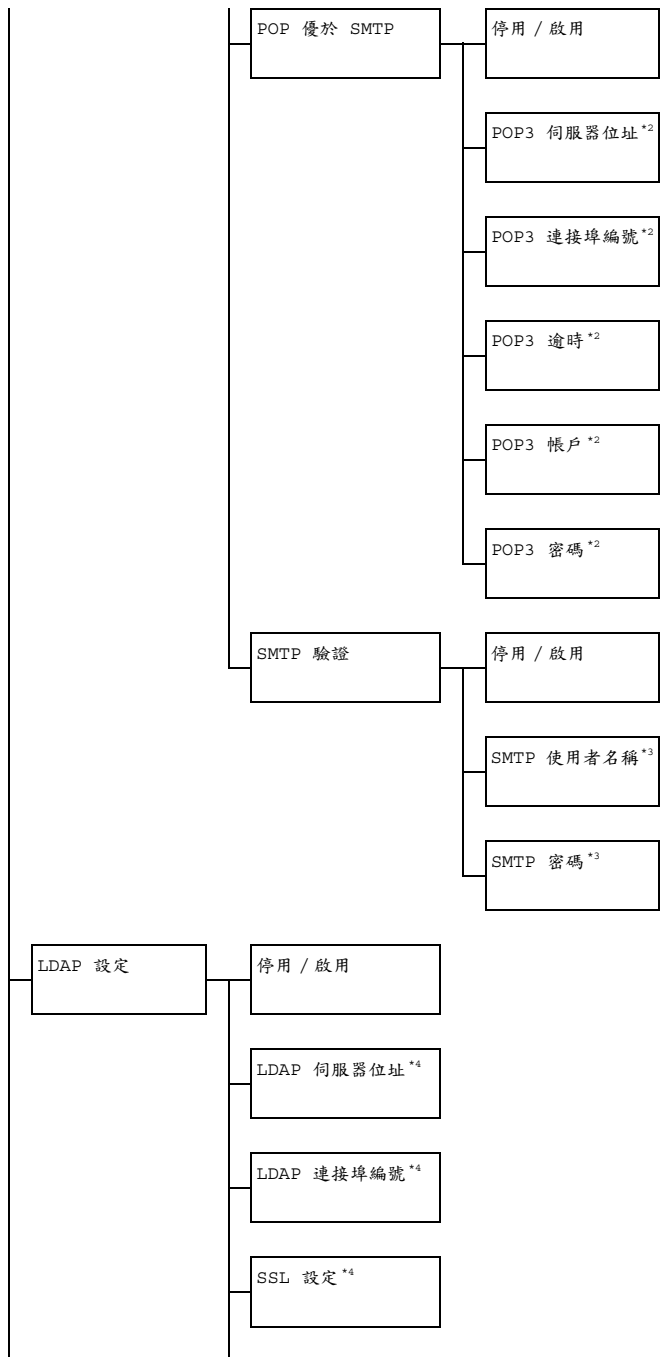 POP 優於 SMTP
停用 / 啟用
POP3 伺服器位址*2
POP3 連接埠編號*2
POP3 逾時*2
POP3 帳戶*2
POP3 密碼*2
SMTP 驗證
停用 / 啟用
SMTP 使用者名稱*3
SMTP 密碼*3
LDAP 設定
停用 / 啟用
LDAP 伺服器位址*4
LDAP 連接埠編號*4
SSL 設定*4